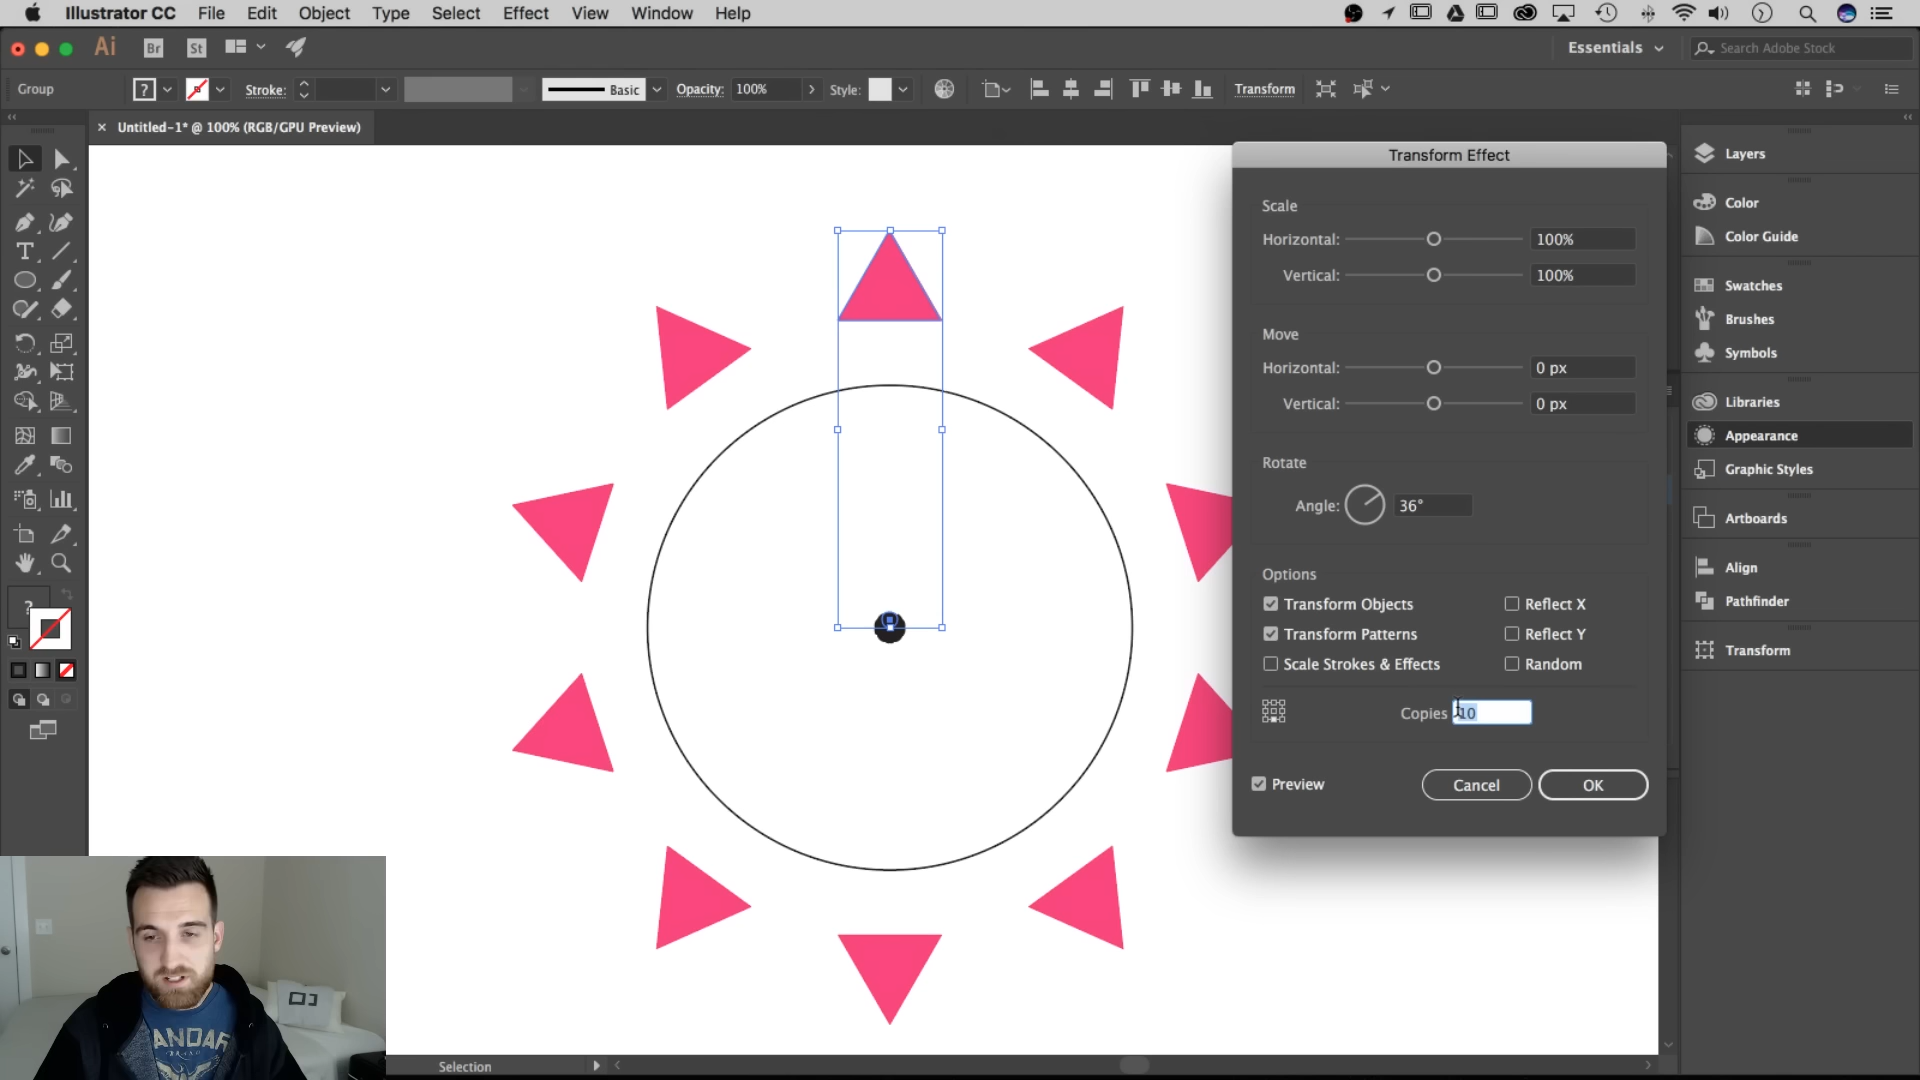 Illustrator CC File Edit Object Type Select Effect View Window Help
Ai Br St Essentials Search Adobe Stock
Group ? Stroke: Basic Opacity: 100% Style: Transform
× Untitled-1* @ 100% (RGB/GPU Preview)
Transform Effect
Scale
Horizontal: 100%
Vertical: 100%
Move
Horizontal: 0 px
Vertical: 0 px
Rotate
Angle: 36°
Options
Transform Objects Reflect X
Transform Patterns Reflect Y
Scale Strokes & Effects Random
Copies 10
Preview Cancel OK
Layers
Color
Color Guide
Swatches
Brushes
Symbols
Libraries
Appearance
Graphic Styles
Artboards
Align
Pathfinder
Transform
T
?
ANDAR
Selection